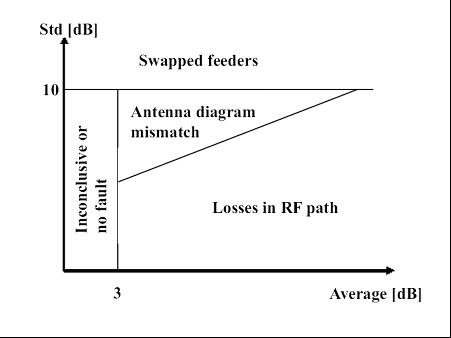 Std [dB]
Swapped feeders
10
Antenna diagram
mismatch
Inconclusive or
no fault
Losses in RF path
3
Average [dB]